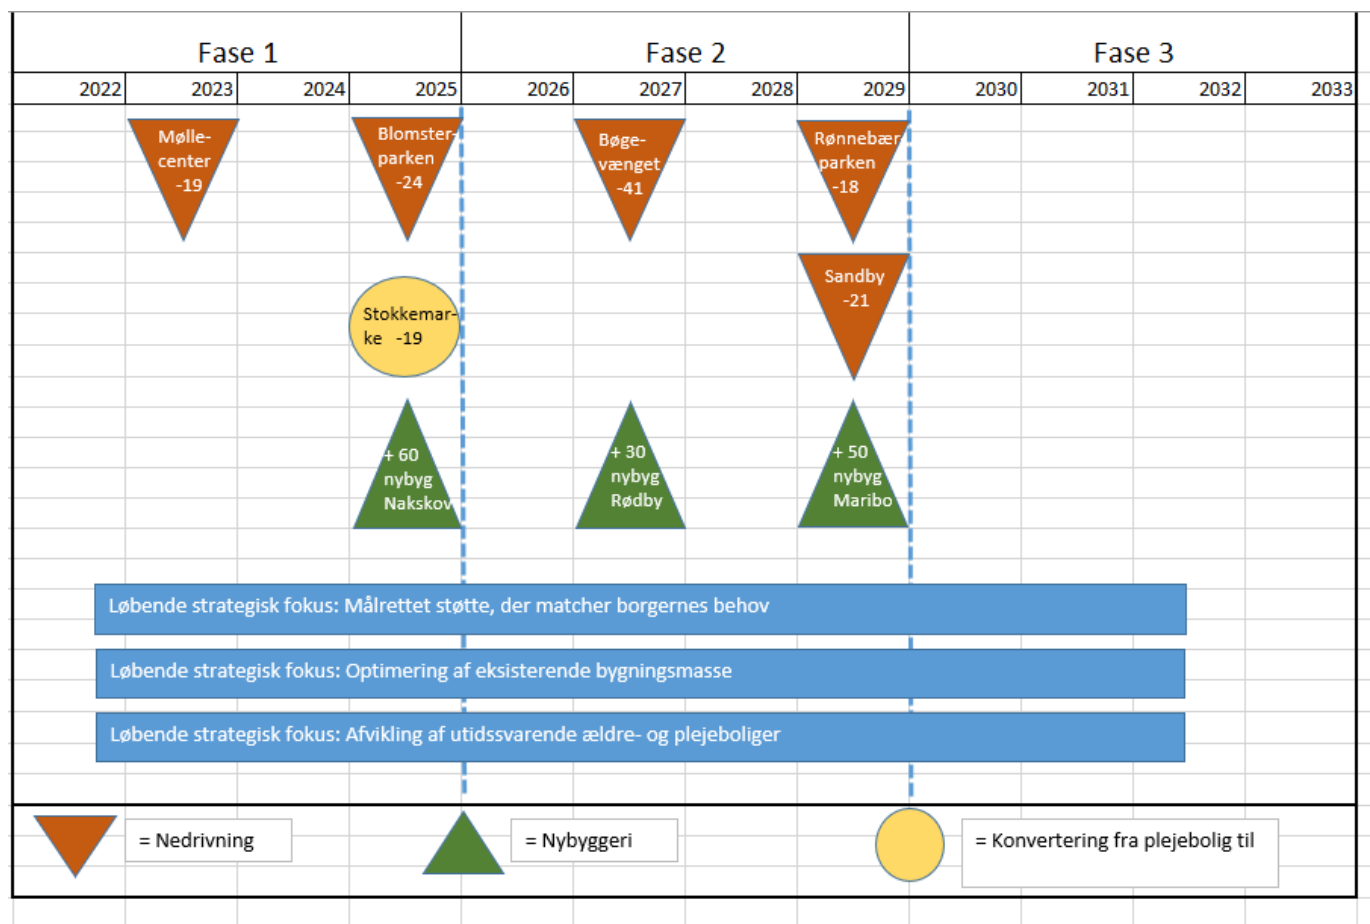 Fase 1
Fase 2
Fase 3
2022 2023 2024 2025 2026 2027 2028 2029 2030 2031 2032 2033
Mølle-
center
-19
Blomster-
parken
-24
Bøge-
vænget
-41
Rønnebær
parken
-18
Stokkemar-
ke -19
Sandby
-21
+ 60
nybyg
Nakskov
+ 30
nybyg
Rødby
+ 50
nybyg
Maribo
Løbende strategisk fokus: Målrettet støtte, der matcher borgernes behov
Løbende strategisk fokus: Optimering af eksisterende bygningsmasse
Løbende strategisk fokus: Afvikling af utidssvarende ældre- og plejeboliger
= Nedrivning
= Nybyggeri
= Konvertering fra plejebolig til